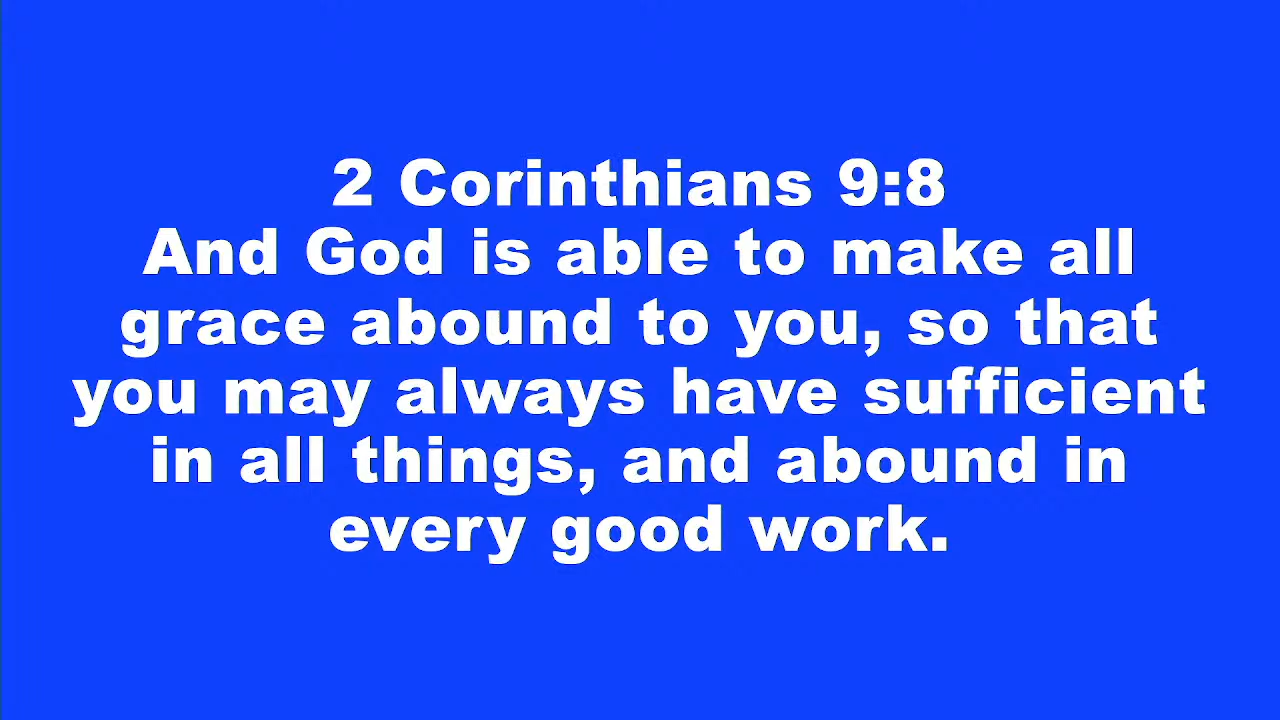 2 Corinthians 9:8
And God is able to make all
grace abound to you, so that
you may always have sufficient
in all things, and abound in
every good work.